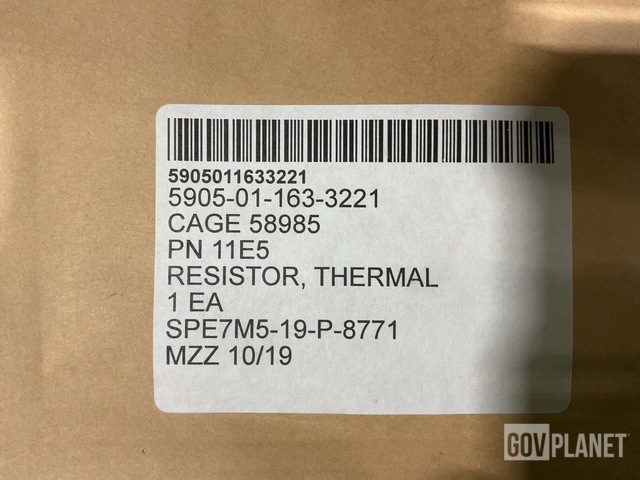 5905011633221
5905-01-163-3221
CAGE 58985
PN 11E5
RESISTOR, THERMAL
1 EA
SPE7M5-19-P-8771
MZZ 10/19
GOVPLANET